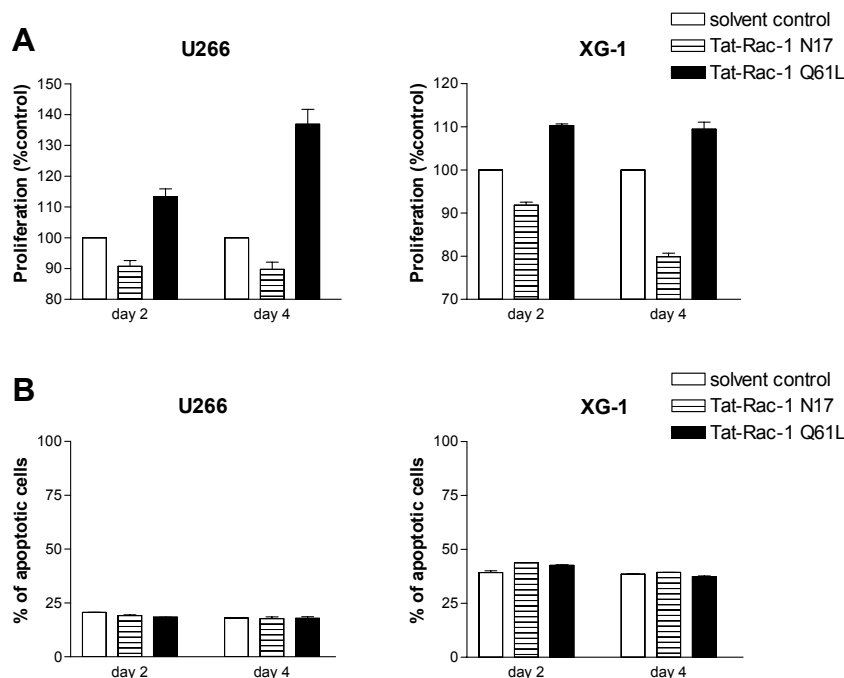 A
U266
XG-1
solvent control
Tat-Rac-1 N17
Tat-Rac-1 Q61L
Proliferation (%control)
150
140
130
120
110
100
90
80
day 2
day 4
Proliferation (%control)
120
110
100
90
80
70
day 2
day 4
B
U266
XG-1
solvent control
Tat-Rac-1 N17
Tat-Rac-1 Q61L
% of apoptotic cells
100
75
50
25
0
day 2
day 4
% of apoptotic cells
100
75
50
25
0
day 2
day 4